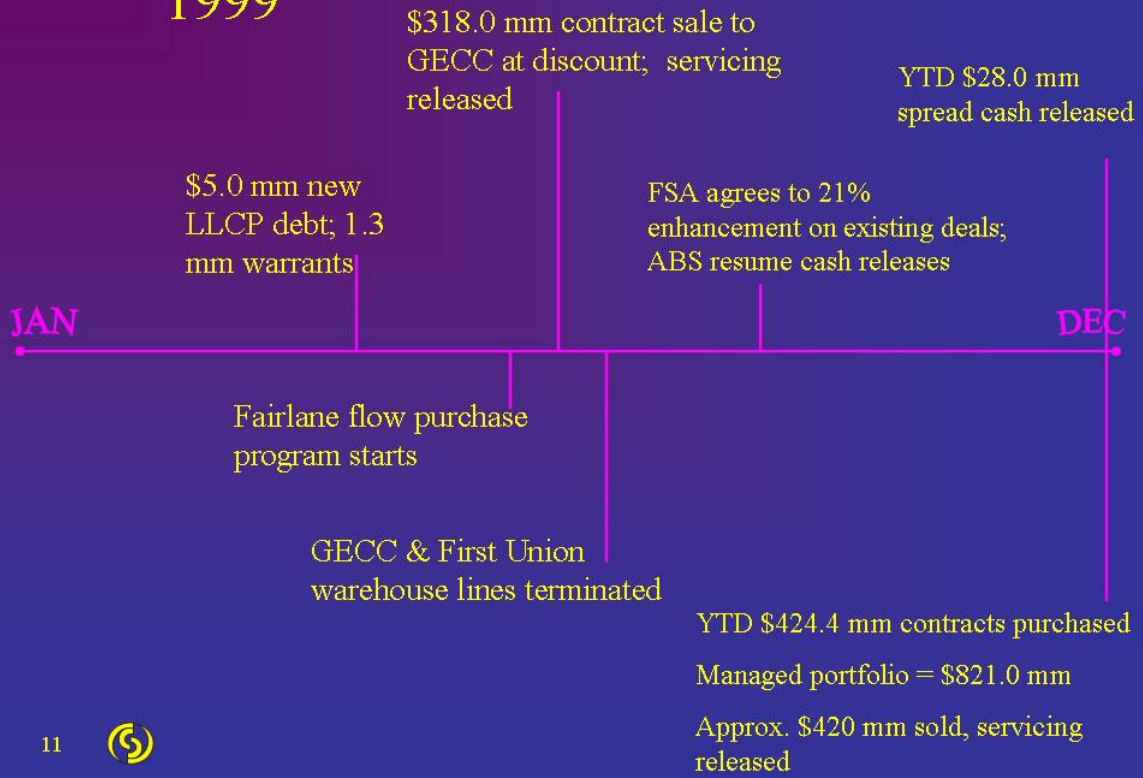 1999
$318.0 mm contract sale to
GECC at discount;  servicing
released
YTD $28.0 mm
spread cash released
$5.0 mm new
LLCP debt; 1.3
mm warrants
FSA agrees to 21%
enhancement on existing deals;
ABS resume cash releases
JAN
DEC
Fairlane flow purchase
program starts
GECC & First Union
warehouse lines terminated
YTD $424.4 mm contracts purchased
Managed portfolio = $821.0 mm
Approx. $420 mm sold, servicing
released
11